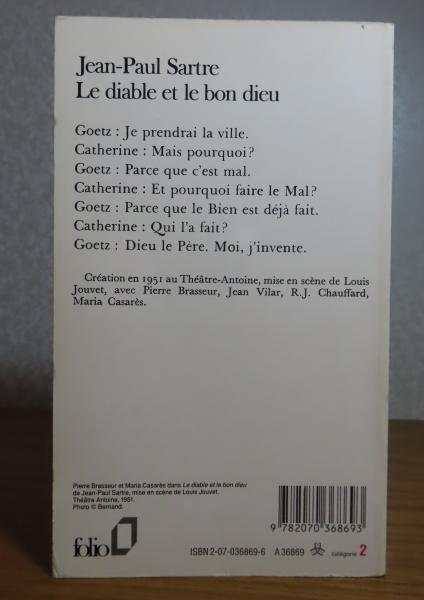 Jean-Paul Sartre
Le diable et le bon dieu
Goetz : Je prendrai la ville.
Catherine : Mais pourquoi?
Goetz : Parce que c'est mal.
Catherine : Et pourquoi faire le Mal?
Goetz : Parce que le Bien est déjà fait.
Catherine : Qui l'a fait?
Goetz : Dieu le Père. Moi, j'invente.
Création en 1951 au Théâtre-Antoine, mise en scène de Louis
Jouvet, avec Pierre Brasseur, Jean Vilar, R.J. Chauffard,
Maria Casarès.
Pierre Brasseur et Maria Casarès dans Le diable et le bon dieu
de Jean-Paul Sartre, mise en scène de Louis Jouvet.
Théâtre Antoine, 1951.
Photo © Bernand.
9 782070 368693
folio
ISBN 2-07-036869-6 A 36869 catégorie 2